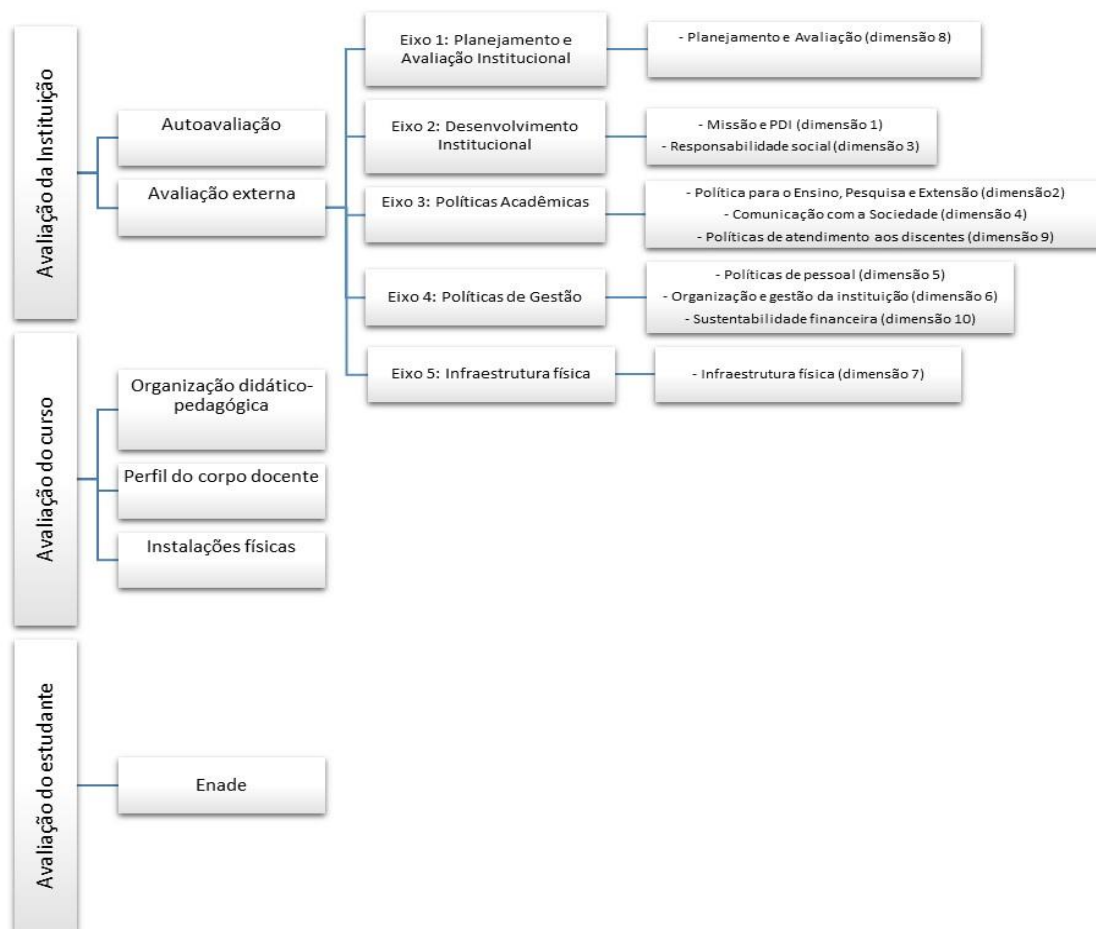 Avaliação da Instituição
Autoavaliação
Avaliação externa
Eixo 1: Planejamento e
Avaliação Institucional
- Planejamento e Avaliação (dimensão 8)
Eixo 2: Desenvolvimento
Institucional
- Missão e PDI (dimensão 1)
- Responsabilidade social (dimensão 3)
Eixo 3: Políticas Acadêmicas
- Política para o Ensino, Pesquisa e Extensão (dimensão2)
- Comunicação com a Sociedade (dimensão 4)
- Políticas de atendimento aos discentes (dimensão 9)
Eixo 4: Políticas de Gestão
- Políticas de pessoal (dimensão 5)
- Organização e gestão da instituição (dimensão 6)
- Sustentabilidade financeira (dimensão 10)
Eixo 5: Infraestrutura física
- Infraestrutura física (dimensão 7)
Avaliação do curso
Organização didático-
pedagógica
Perfil do corpo docente
Instalações físicas
Avaliação do estudante
Enade